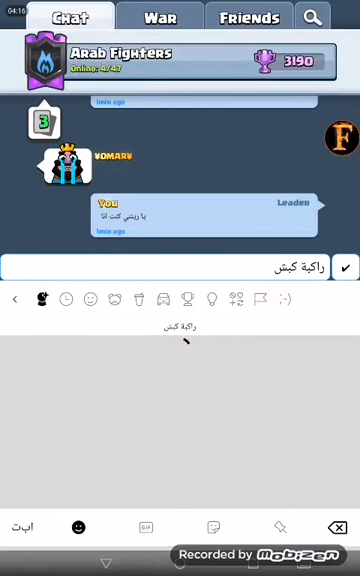 04:16
Chat
War
Friends
Arab Fighters
Online: 4/47
3190
1min ago
3
F
¥OMAR¥
You
Leader
يا ريتني كنت انا
1min ago
راكبة كبش
راكبة كبش
GIF
ابت
Recorded by Mobizen